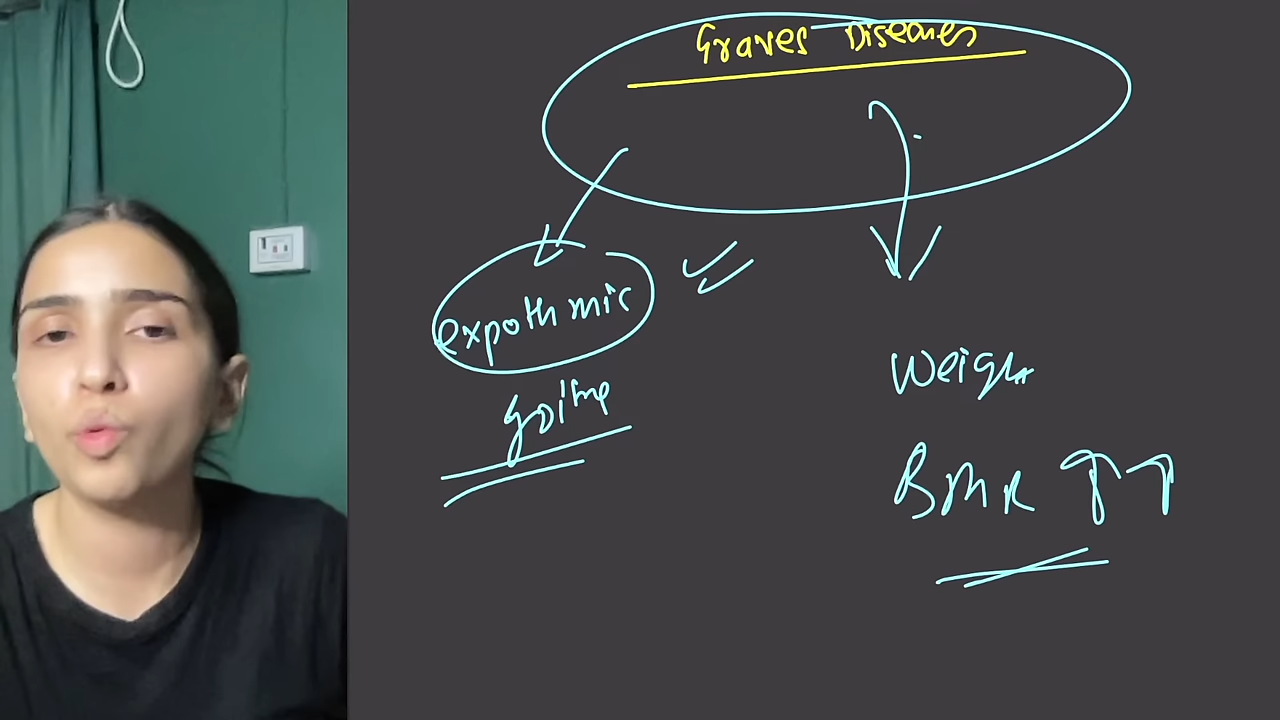 Graves Diseases
expothmic
goitre
Weight
BMR ↑↑